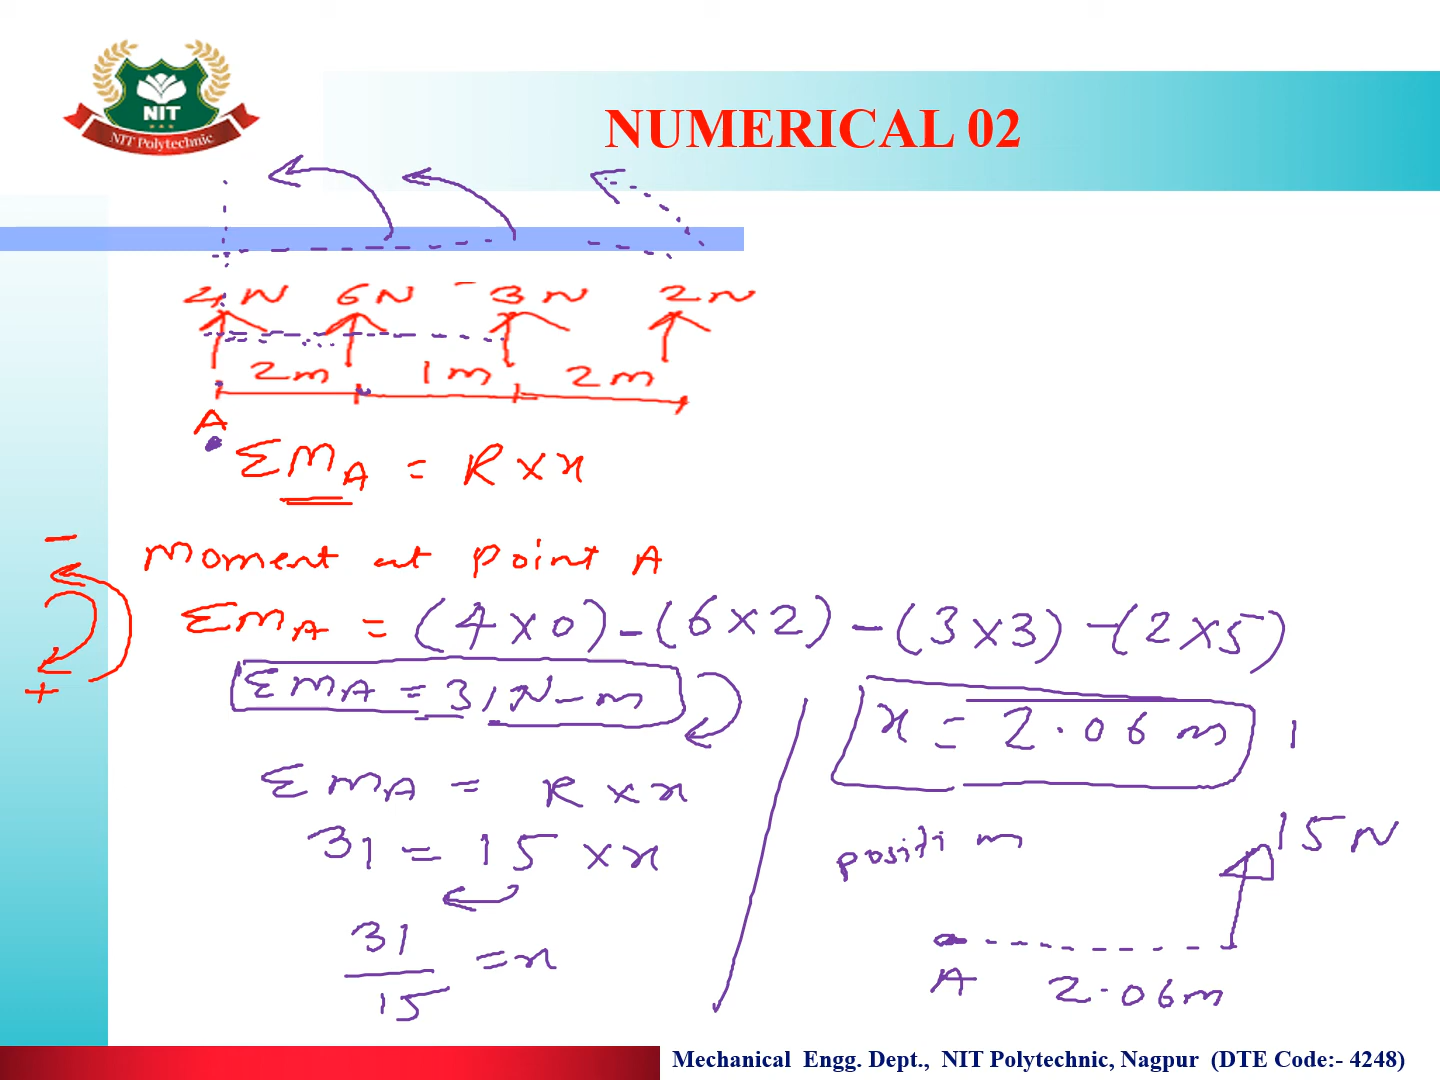 NIT
NIT Polytechnic
NUMERICAL 02
4N 6N 3N 2N
2m 1m 2m
A
ΣMA = R×x
−
Moment at point A
ΣMA = (4×0) − (6×2) − (3×3) − (2×5)
+
ΣMA = 31 N-m
x = 2.06 m
ΣMA = R×x
31 = 15 × x
position
15 N
31/15 = x
A 2.06m
Mechanical Engg. Dept., NIT Polytechnic, Nagpur (DTE Code:- 4248)